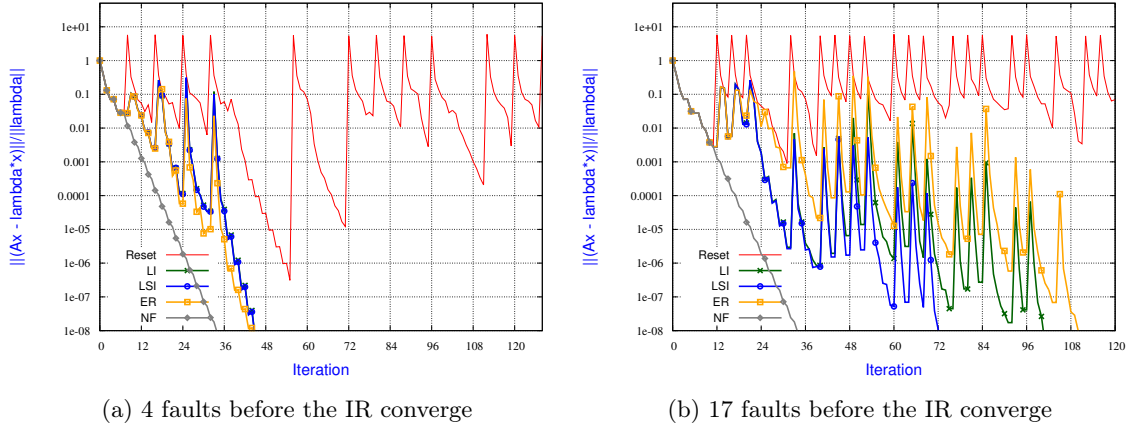 ||(Ax - lambda*x)||/||lambda||
1e+01
1
0.1
0.01
0.001
0.0001
1e-05
1e-06
1e-07
1e-08
Reset
LI
LSI
ER
NF
0 12 24 36 48 60 72 84 96 108 120
Iteration
(a) 4 faults before the IR converge
||(Ax - lambda*x)||/||lambda||
1e+01
1
0.1
0.01
0.001
0.0001
1e-05
1e-06
1e-07
1e-08
Reset
LI
LSI
ER
NF
0 12 24 36 48 60 72 84 96 108 120
Iteration
(b) 17 faults before the IR converge